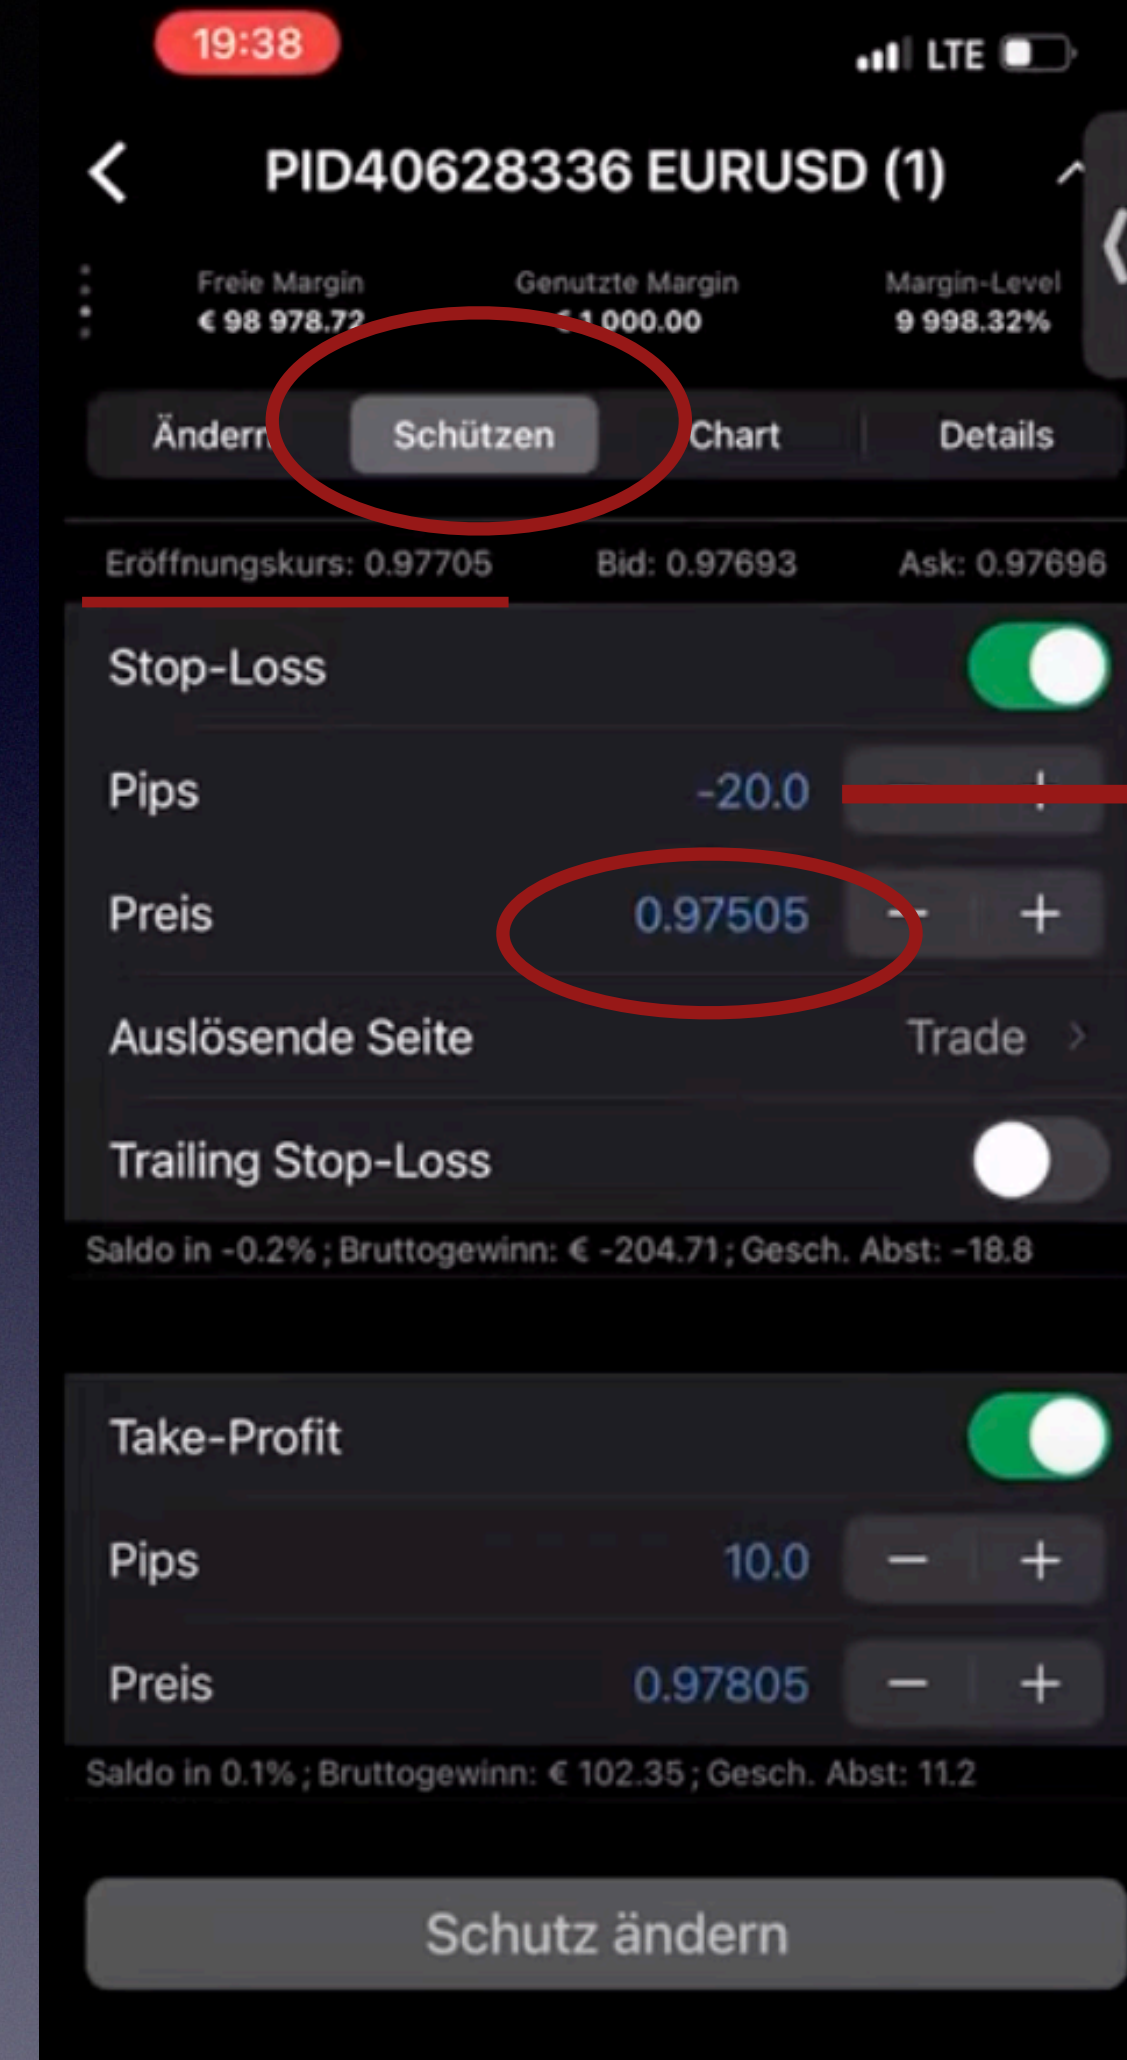 19:38 LTE
PID40628336 EURUSD (1)
Freie Margin Genutzte Margin Margin-Level
€ 98 978.72 € 1 000.00 9 998.32%
Ändern Schützen Chart Details
Eröffnungskurs: 0.97705 Bid: 0.97693 Ask: 0.97696
Stop-Loss
Pips -20.0 - +
Preis 0.97505 - +
Auslösende Seite Trade >
Trailing Stop-Loss
Saldo in -0.2% ; Bruttogewinn: € -204.71 ; Gesch. Abst: -18.8
Take-Profit
Pips 10.0 - +
Preis 0.97805 - +
Saldo in 0.1% ; Bruttogewinn: € 102.35 ; Gesch. Abst: 11.2
Schutz ändern